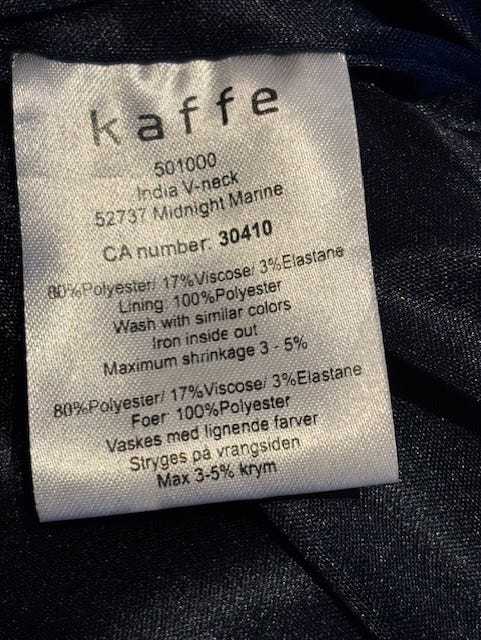 kaffe
501000
India V-neck
52737 Midnight Marine
CA number: 30410
80%Polyester/ 17%Viscose/ 3%Elastane
Lining: 100%Polyester
Wash with similar colors
Iron inside out
Maximum shrinkage 3 - 5%
80%Polyester/ 17%Viscose/ 3%Elastane
Foer: 100%Polyester
Vaskes med lignende farver
Stryges på vrangsiden
Max 3-5% krym